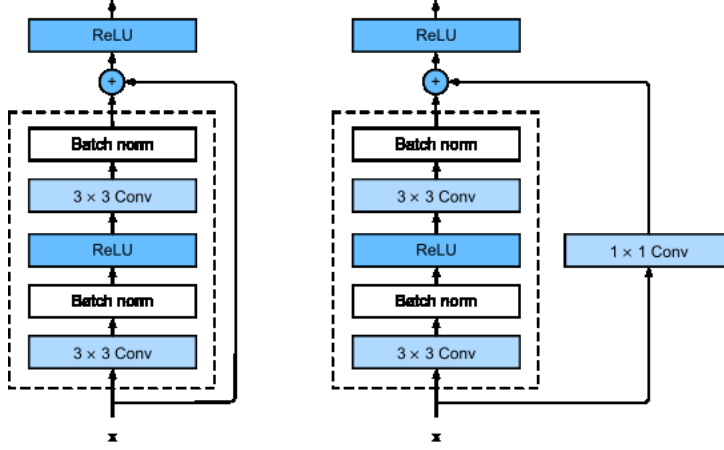 ReLU
+
Batch norm
3 × 3 Conv
ReLU
Batch norm
3 × 3 Conv
x
ReLU
+
Batch norm
3 × 3 Conv
ReLU
Batch norm
3 × 3 Conv
1 × 1 Conv
x